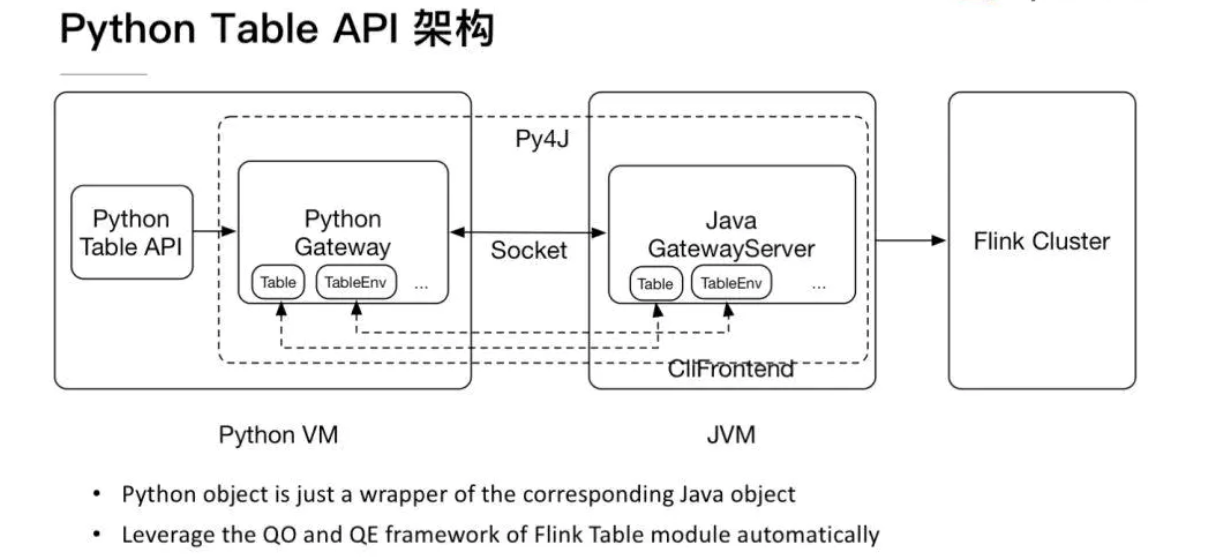 Python Table API 架构
Py4J
Python
Table API
Python
Gateway
Table
TableEnv
...
Socket
Java
GatewayServer
Table
TableEnv
...
CliFrontend
Flink Cluster
Python VM
JVM
• Python object is just a wrapper of the corresponding Java object
• Leverage the QO and QE framework of Flink Table module automatically